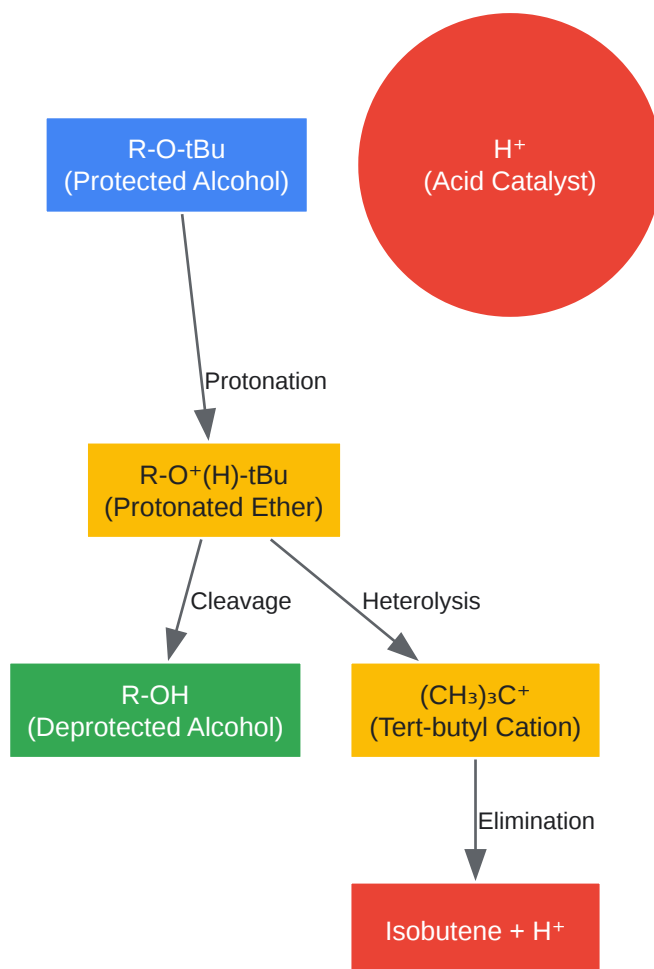 R-O-tBu
(Protected Alcohol)
H⁺
(Acid Catalyst)
Protonation
R-O⁺(H)-tBu
(Protonated Ether)
Cleavage
Heterolysis
R-OH
(Deprotected Alcohol)
(CH₃)₃C⁺
(Tert-butyl Cation)
Elimination
Isobutene + H⁺